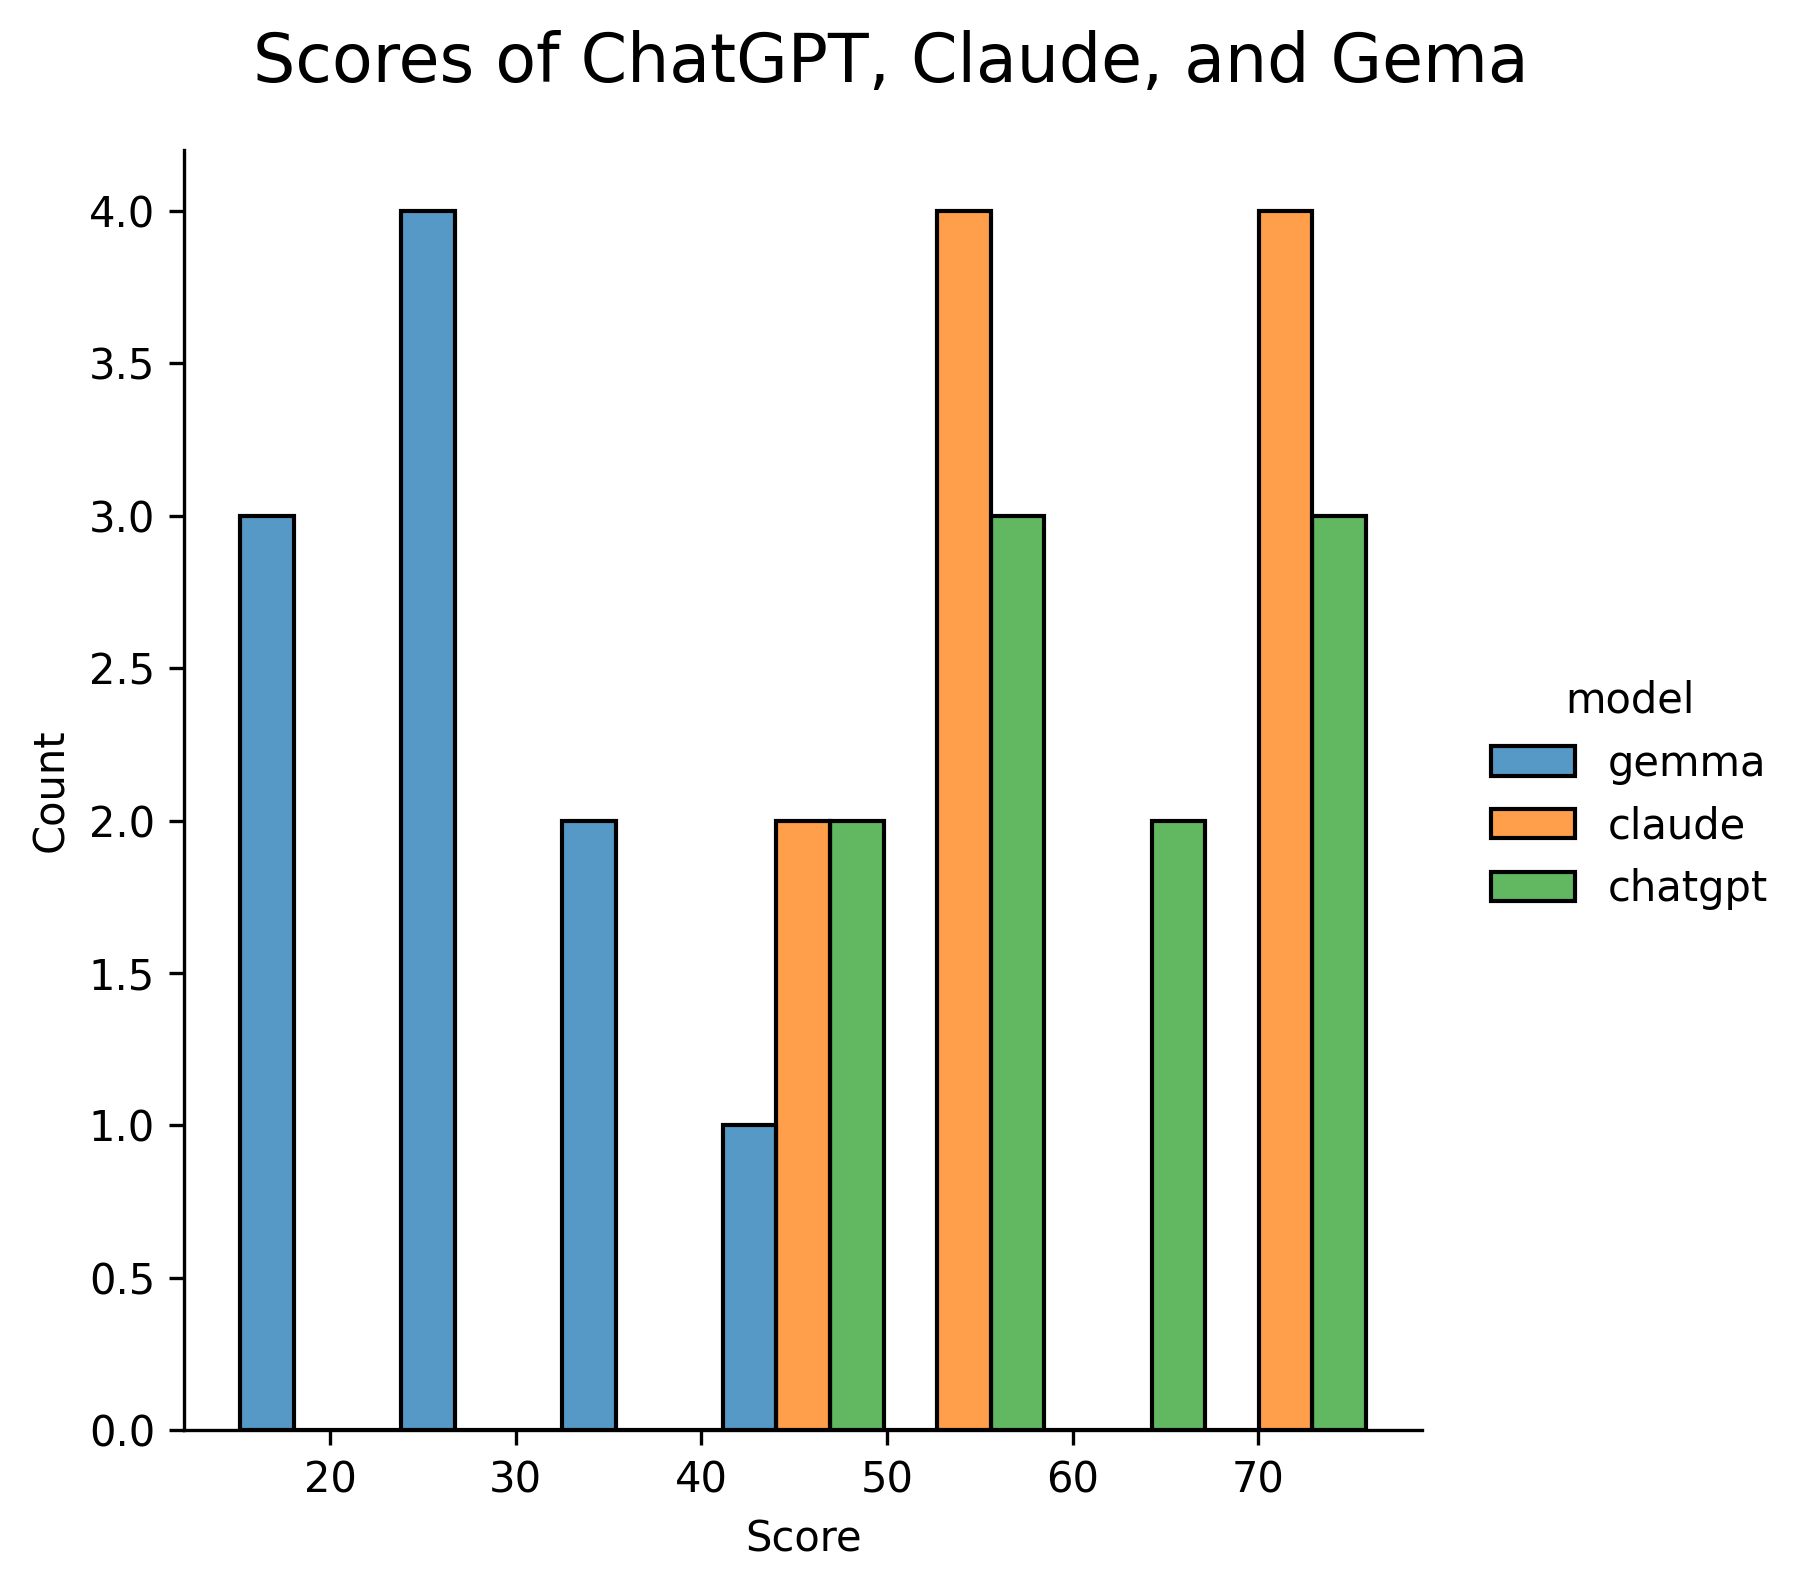 Scores of ChatGPT, Claude, and Gema
4.0
3.5
3.0
2.5
2.0
1.5
1.0
0.5
0.0
Count
20 30 40 50 60 70
Score
model
gemma
claude
chatgpt